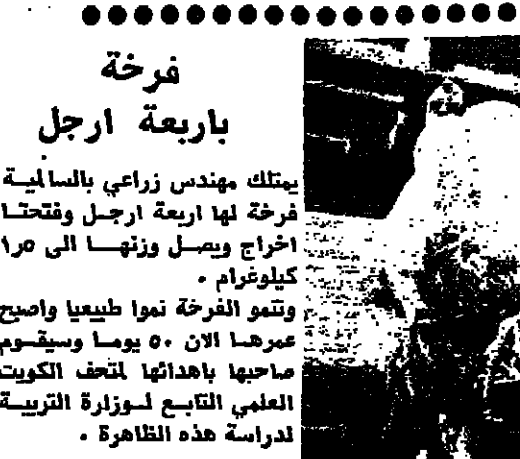 فرخة
باربعة ارجل
يمتلك مهندس زراعي بالسالمية
فرخة لها اربعة ارجل وفتحتا
اخراج ويصل وزنها الى ١٫٥
كيلوغرام .
وتنمو الفرخة نموا طبيعيا واصبح
عمرها الان ٥٠ يوما وسيقوم
صاحبها باهدائها لمتحف الكويت
العلمي التابع لوزارة التربية
لدراسة هذه الظاهرة .